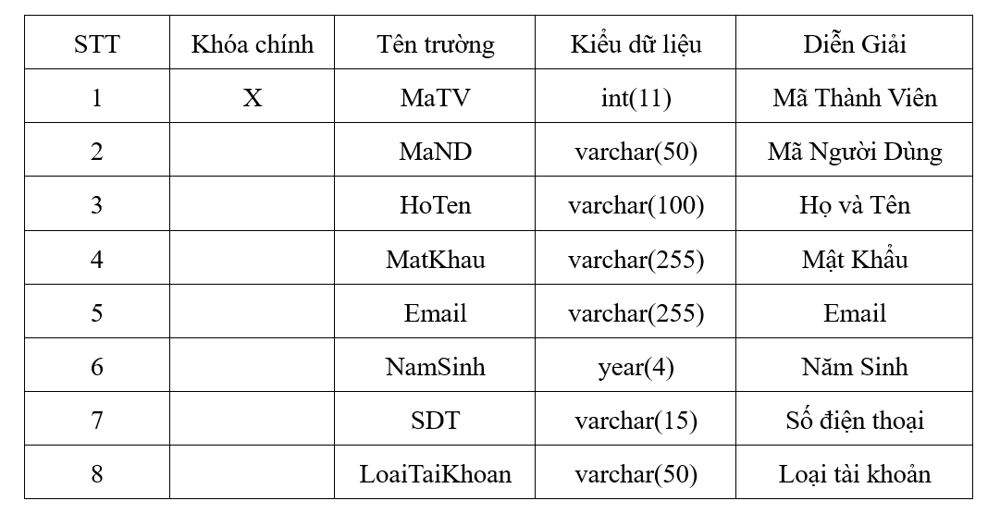 STT Khóa chính Tên trường Kiểu dữ liệu Diễn Giải
1 X MaTV int(11) Mã Thành Viên
2 MaND varchar(50) Mã Người Dùng
3 HoTen varchar(100) Họ và Tên
4 MatKhau varchar(255) Mật Khẩu
5 Email varchar(255) Email
6 NamSinh year(4) Năm Sinh
7 SDT varchar(15) Số điện thoại
8 LoaiTaiKhoan varchar(50) Loại tài khoản